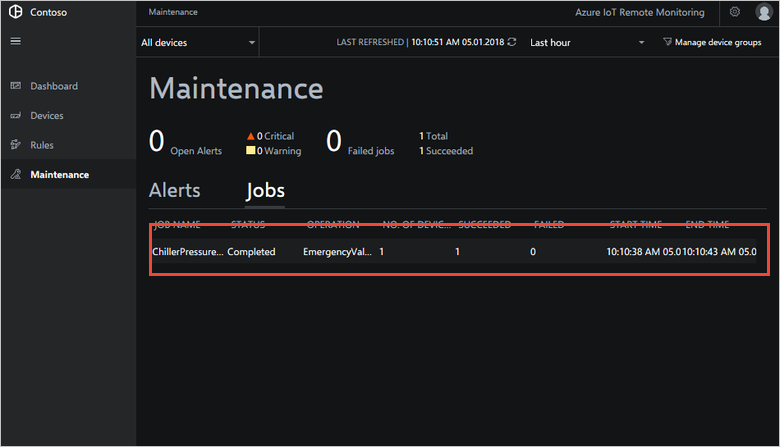 Contoso
Maintenance
Azure IoT Remote Monitoring
All devices
LAST REFRESHED | 10:10:51 AM 05.01.2018
Last hour
Manage device groups
Dashboard
Devices
Rules
Maintenance
Maintenance
0 Open Alerts
0 Critical
0 Warning
0 Failed jobs
1 Total
1 Succeeded
Alerts Jobs
JOB NAME STATUS OPERATION NO. OF DEVIC... SUCCEEDED FAILED START TIME END TIME
ChillerPressure... Completed EmergencyVal... 1 1 0 10:10:38 AM 05.0 10:10:43 AM 05.0